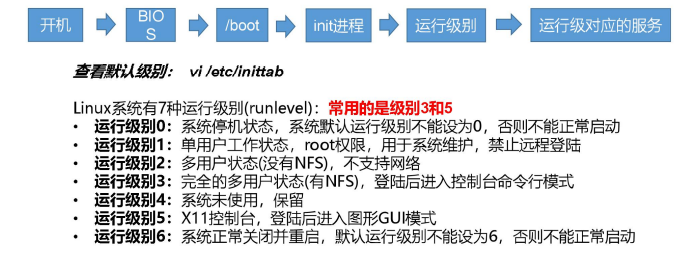 开机
BIO
S
/boot
init进程
运行级别
运行级对应的服务
查看默认级别： vi /etc/inittab
Linux系统有7种运行级别(runlevel)：常用的是级别3和5
• 运行级别0：系统停机状态，系统默认运行级别不能设为0，否则不能正常启动
• 运行级别1：单用户工作状态，root权限，用于系统维护，禁止远程登陆
• 运行级别2：多用户状态(没有NFS)，不支持网络
• 运行级别3：完全的多用户状态(有NFS)，登陆后进入控制台命令行模式
• 运行级别4：系统未使用，保留
• 运行级别5：X11控制台，登陆后进入图形GUI模式
• 运行级别6：系统正常关闭并重启，默认运行级别不能设为6，否则不能正常启动